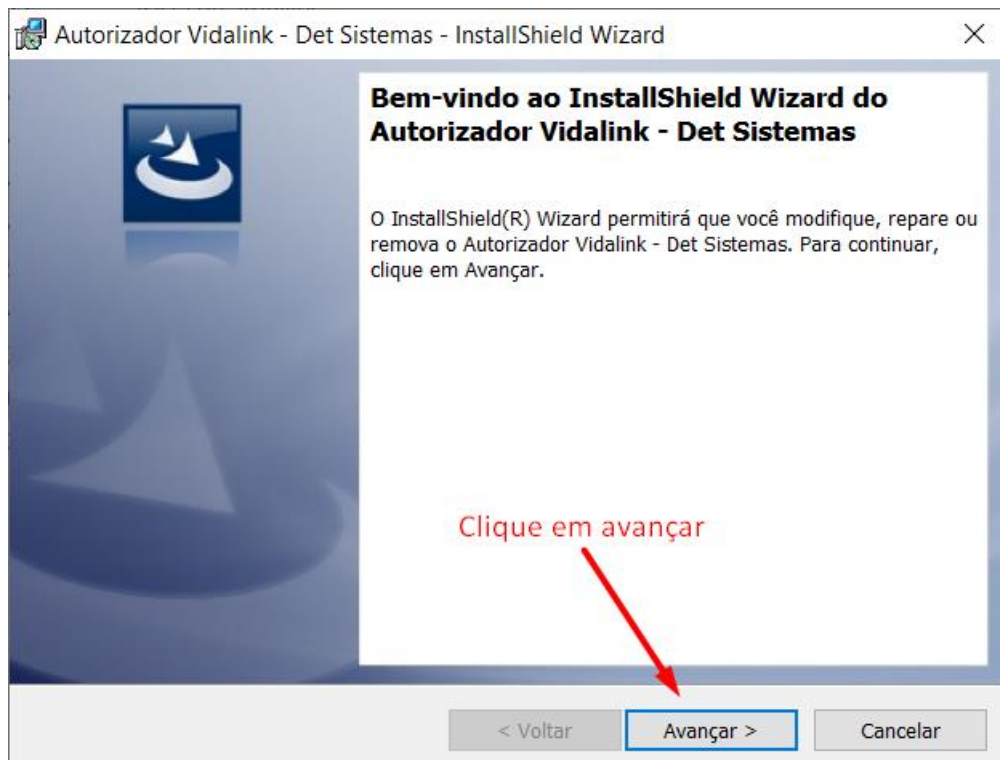 Autorizador Vidalink - Det Sistemas - InstallShield Wizard
Bem-vindo ao InstallShield Wizard do
Autorizador Vidalink - Det Sistemas
O InstallShield(R) Wizard permitirá que você modifique, repare ou
remova o Autorizador Vidalink - Det Sistemas. Para continuar,
clique em Avançar.
Clique em avançar
< Voltar
Avançar >
Cancelar